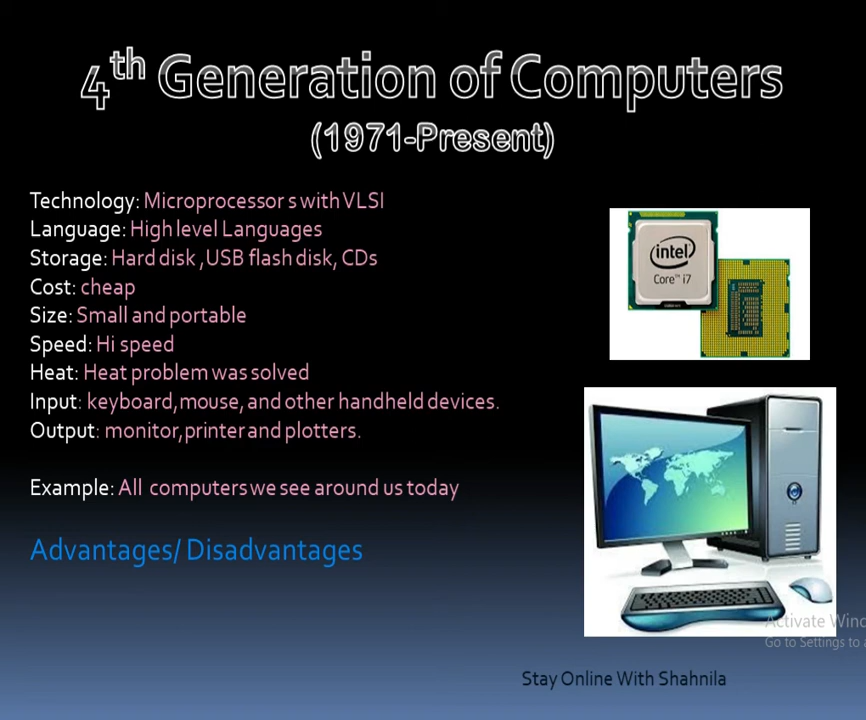 4th Generation of Computers
(1971-Present)
Technology: Microprocessor s with VLSI
Language: High level Languages
Storage: Hard disk ,USB flash disk, CDs
Cost: cheap
Size: Small and portable
Speed: Hi speed
Heat: Heat problem was solved
Input: keyboard,mouse, and other handheld devices.
Output: monitor,printer and plotters.
Example: All computers we see around us today
Advantages/ Disadvantages
intel
Core™ i7
Activate Winc
Go to Settings to a
Stay Online With Shahnila